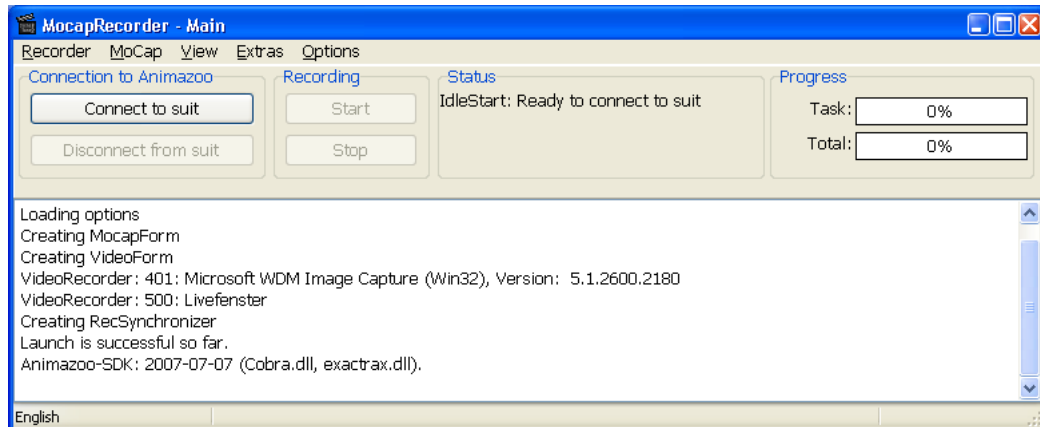 MocapRecorder - Main
Recorder MoCap View Extras Options
Connection to Animazoo Recording Status Progress
Connect to suit Start IdleStart: Ready to connect to suit Task: 0%
Disconnect from suit Stop Total: 0%
Loading options
Creating MocapForm
Creating VideoForm
VideoRecorder: 401: Microsoft WDM Image Capture (Win32), Version: 5.1.2600.2180
VideoRecorder: 500: Livefenster
Creating RecSynchronizer
Launch is successful so far.
Animazoo-SDK: 2007-07-07 (Cobra.dll, exactrax.dll).
English